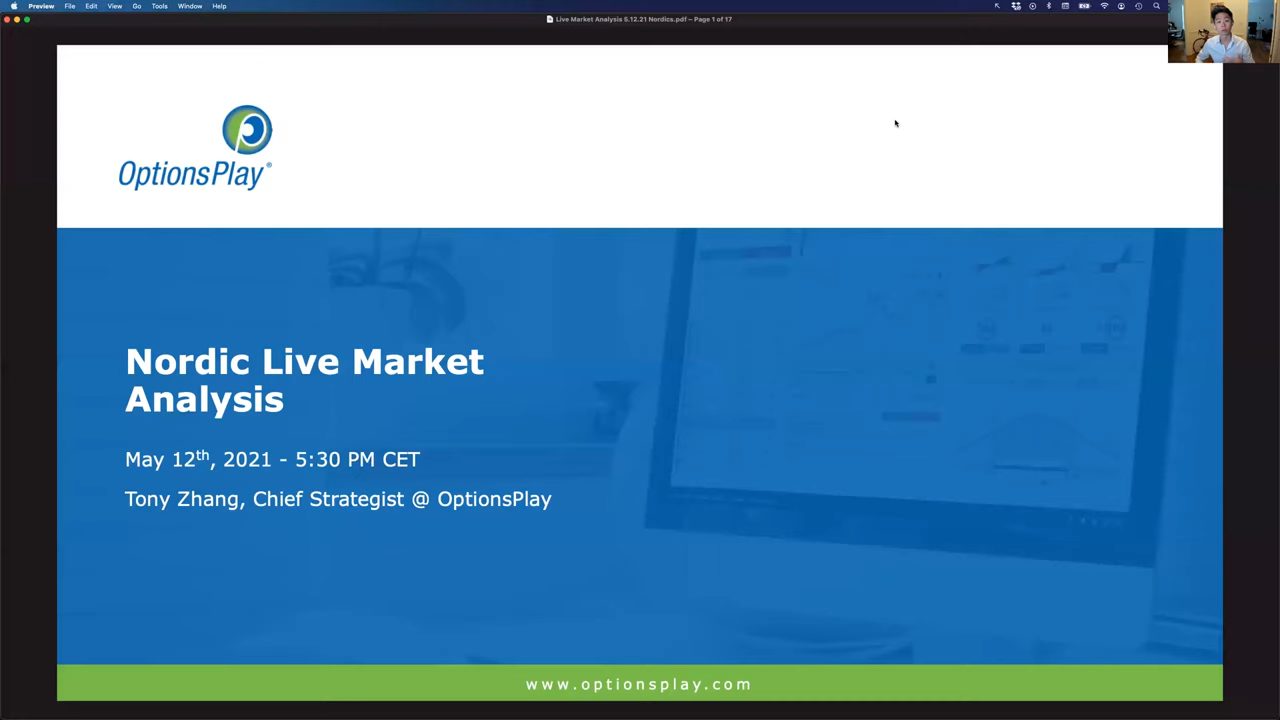 Preview File Edit View Go Tools Window Help
Live Market Analysis 5.12.21 Nordics.pdf – Page 1 of 17
OptionsPlay®
Nordic Live Market
Analysis
May 12th, 2021 - 5:30 PM CET
Tony Zhang, Chief Strategist @ OptionsPlay
www.optionsplay.com